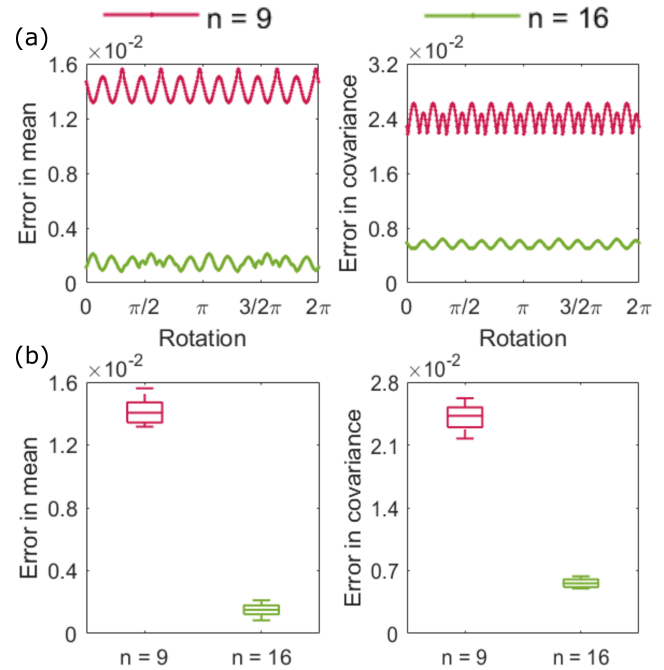 n = 9 n = 16
(a)
×10⁻² ×10⁻²
1.6 3.2
1.2 2.4
0.8 1.6
0.4 0.8
0 0
Error in mean Error in covariance
0 π/2 π 3/2π 2π 0 π/2 π 3/2π 2π
Rotation Rotation
(b)
×10⁻² ×10⁻²
1.6 2.8
1.2 2.1
0.8 1.4
0.4 0.7
0 0
Error in mean Error in covariance
n = 9 n = 16 n = 9 n = 16